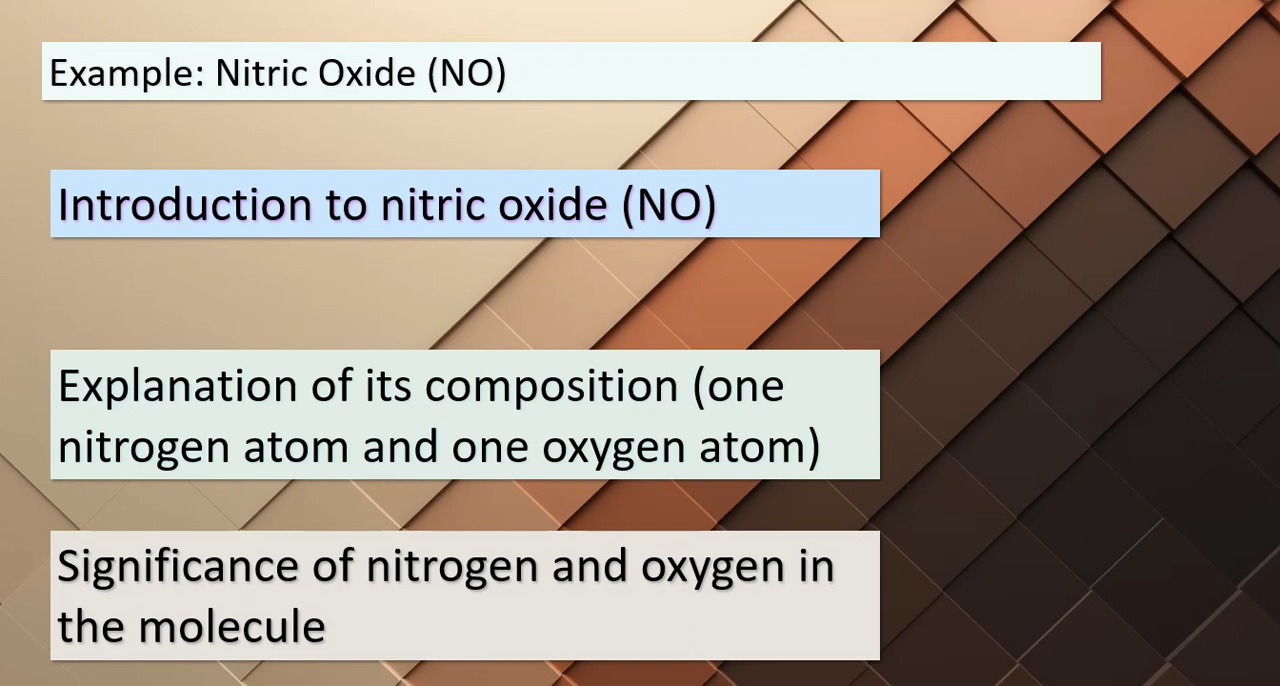 Example: Nitric Oxide (NO)
Introduction to nitric oxide (NO)
Explanation of its composition (one
nitrogen atom and one oxygen atom)
Significance of nitrogen and oxygen in
the molecule